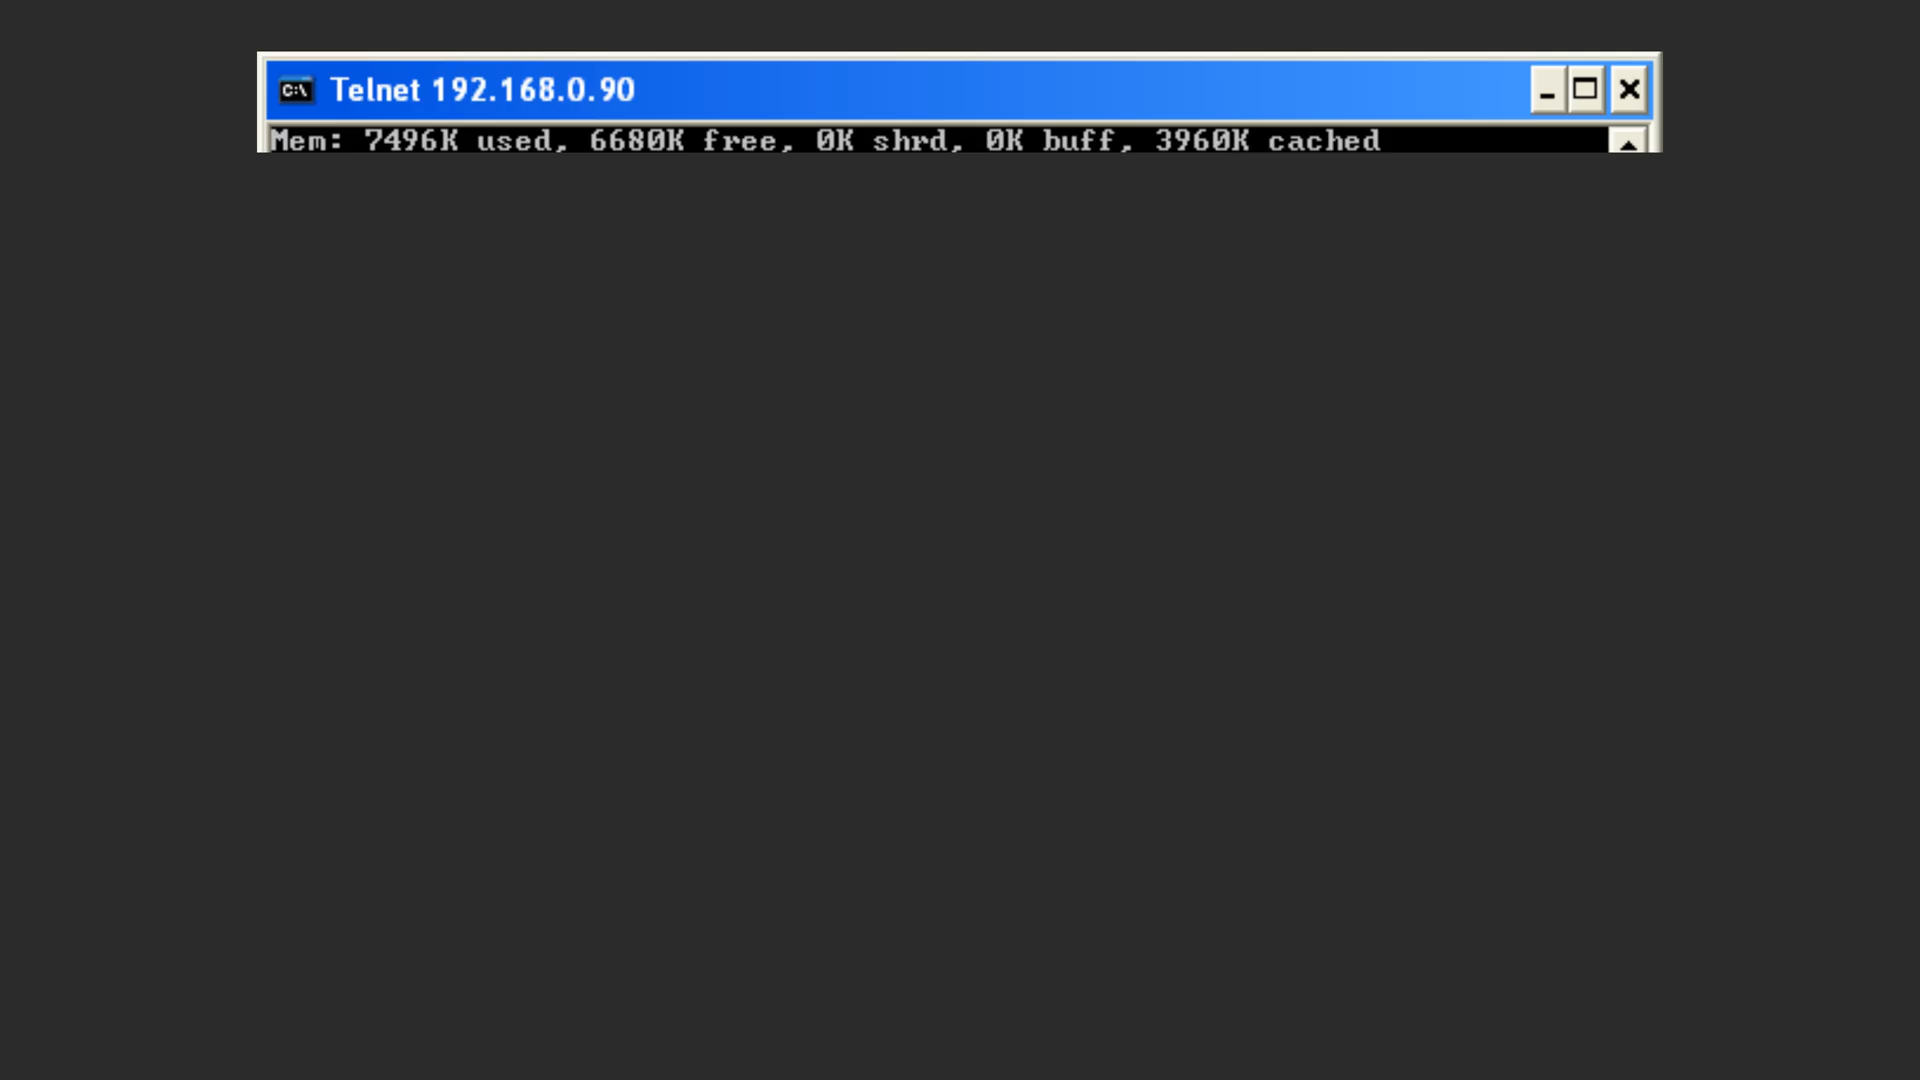 C:\
Telnet 192.168.0.90
Mem: 7496K used, 6680K free, 0K shrd, 0K buff, 3960K cached